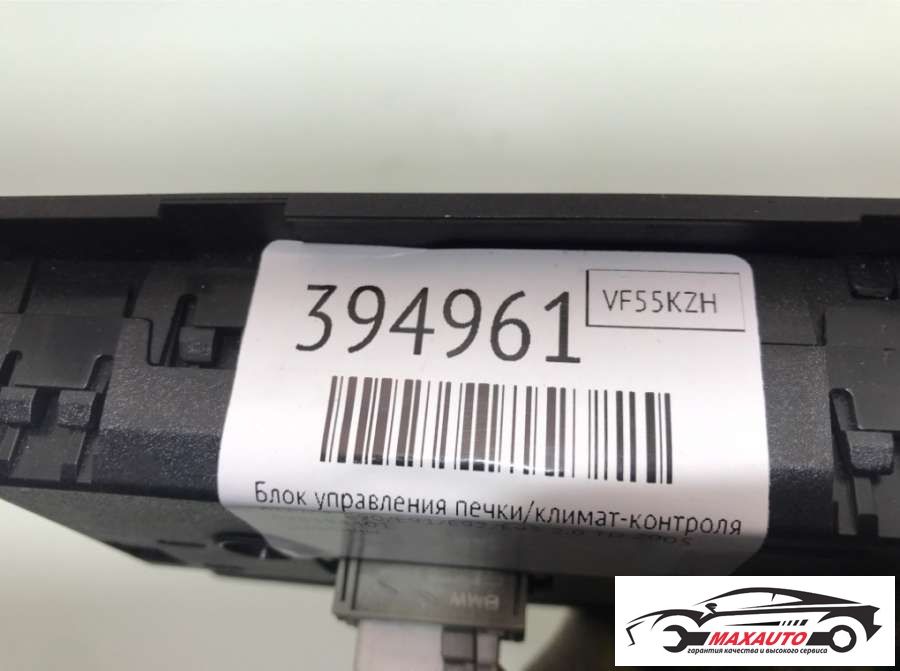 394961
VF55KZH
Блок управления печки/климат-контроля
BMW
MAXAUTO
гарантия качества и высокого сервиса